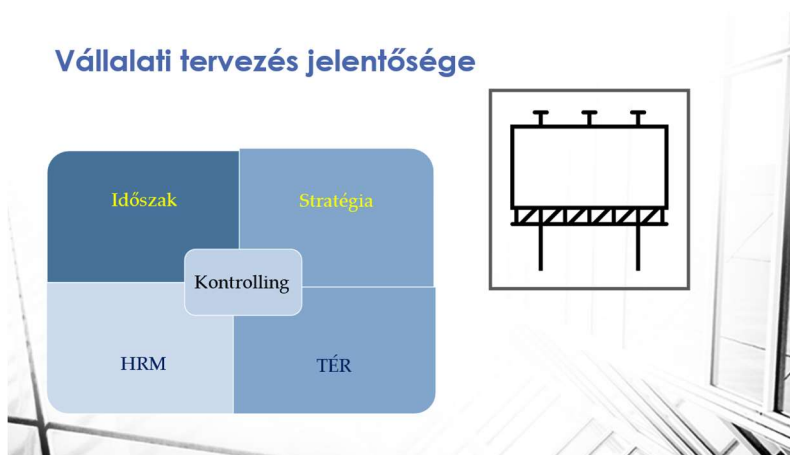 Vállalati tervezés jelentősége
Időszak
Stratégia
Kontrolling
HRM
TÉR